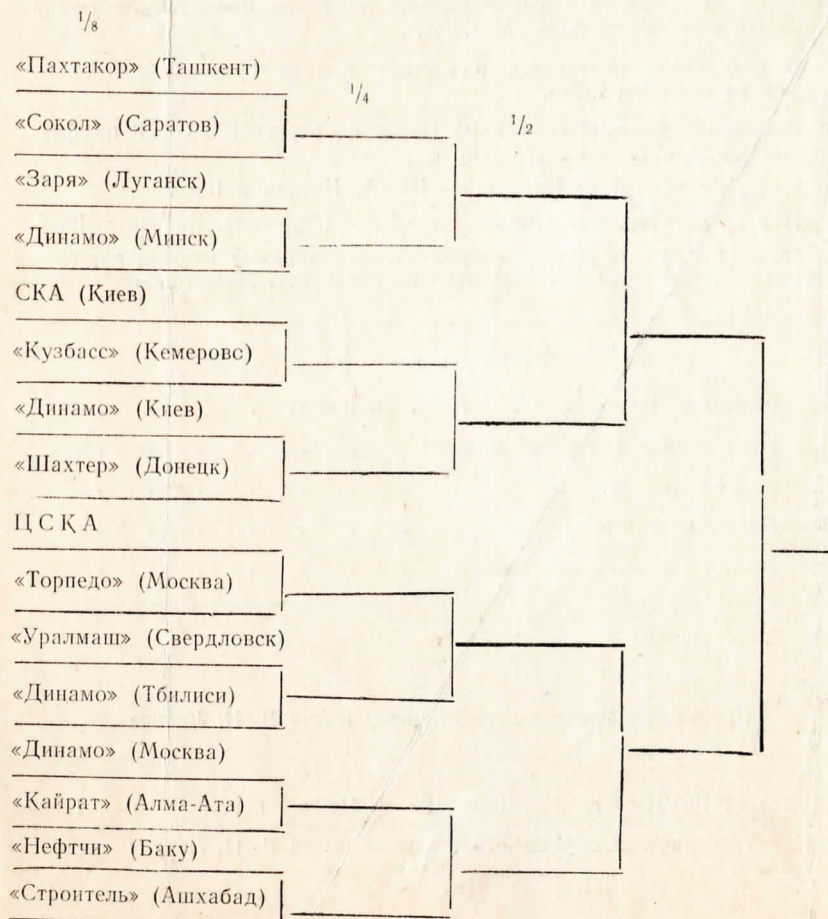 1/8
«Пахтакор» (Ташкент)
1/4
«Сокол» (Саратов)
1/2
«Заря» (Луганск)
«Динамо» (Минск)
СКА (Киев)
«Кузбасс» (Кемерово)
«Динамо» (Киев)
«Шахтер» (Донецк)
ЦСКА
«Торпедо» (Москва)
«Уралмаш» (Свердловск)
«Динамо» (Тбилиси)
«Динамо» (Москва)
«Кайрат» (Алма-Ата)
«Нефтчи» (Баку)
«Строитель» (Ашхабад)